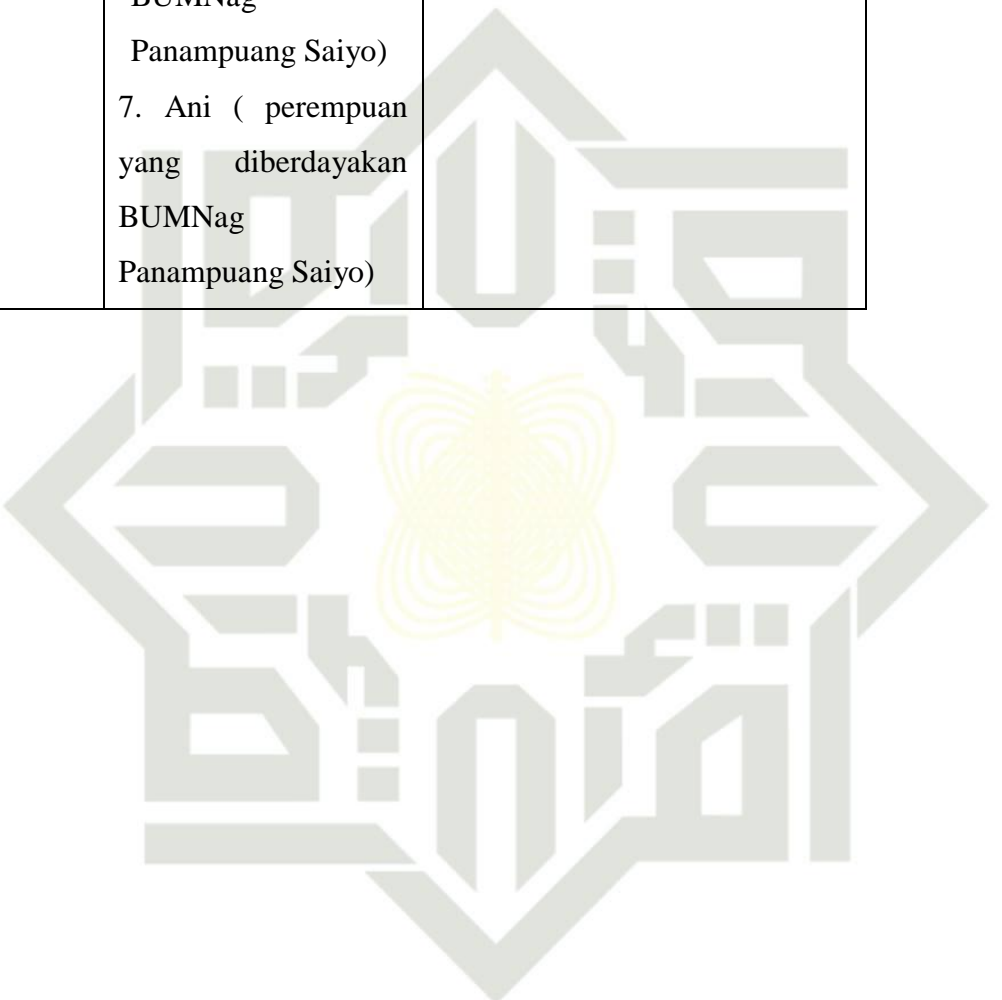 BUMNag
Panampuang Saiyo)
7. Ani ( perempuan
yang diberdayakan
BUMNag
Panampuang Saiyo)